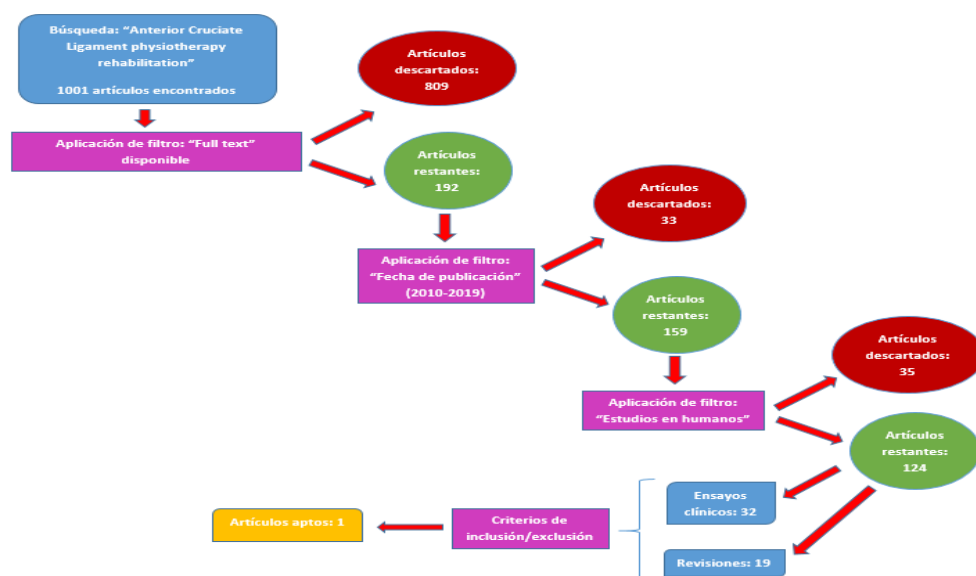 Búsqueda: “Anterior Cruciate
Ligament physiotherapy
rehabilitation”
1001 artículos encontrados
Aplicación de filtro: “Full text”
disponible
Artículos
descartados:
809
Artículos
restantes:
192
Aplicación de filtro:
“Fecha de publicación”
(2010-2019)
Artículos
descartados:
33
Artículos
restantes:
159
Aplicación de filtro:
“Estudios en humanos”
Artículos
descartados:
35
Artículos
restantes:
124
Ensayos
clínicos: 32
Revisiones: 19
Criterios de
inclusión/exclusión
Artículos aptos: 1